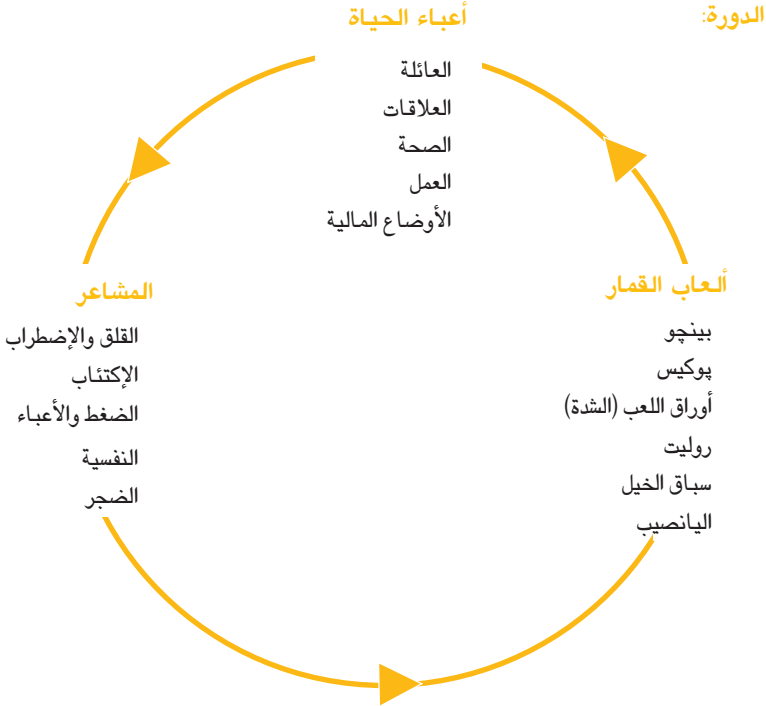 الدورة:
أعباء الحياة
العائلة
العلاقات
الصحة
العمل
الأوضاع المالية
ألعاب القمار
بينچو
پوكيس
أوراق اللعب (الشدة)
روليت
سباق الخيل
اليانصيب
المشاعر
القلق والإضطراب
الإكتئاب
الضغط والأعباء
النفسية
الضجر